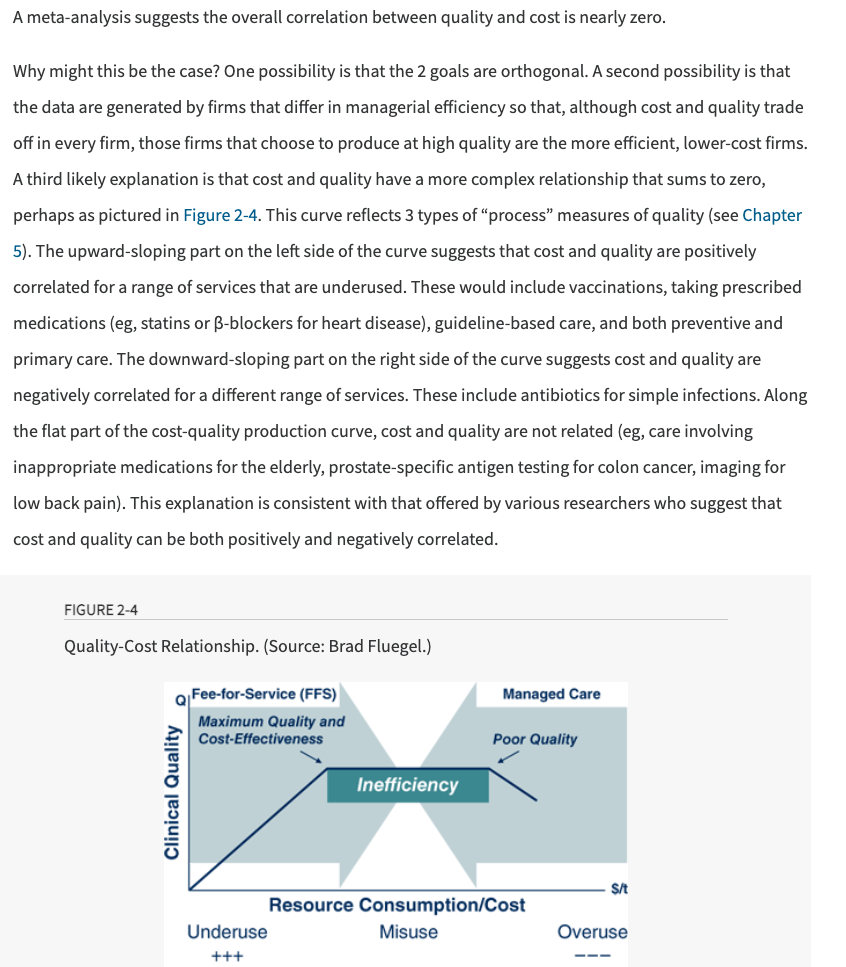 A meta-analysis suggests the overall correlation between quality and cost is nearly zero.
Why might this be the case? One possibility is that the 2 goals are orthogonal. A second possibility is that
the data are generated by firms that differ in managerial efficiency so that, although cost and quality trade
off in every firm, those firms that choose to produce at high quality are the more efficient, lower-cost firms.
A third likely explanation is that cost and quality have a more complex relationship that sums to zero,
perhaps as pictured in Figure 2-4. This curve reflects 3 types of “process” measures of quality (see Chapter
5). The upward-sloping part on the left side of the curve suggests that cost and quality are positively
correlated for a range of services that are underused. These would include vaccinations, taking prescribed
medications (eg, statins or β-blockers for heart disease), guideline-based care, and both preventive and
primary care. The downward-sloping part on the right side of the curve suggests cost and quality are
negatively correlated for a different range of services. These include antibiotics for simple infections. Along
the flat part of the cost-quality production curve, cost and quality are not related (eg, care involving
inappropriate medications for the elderly, prostate-specific antigen testing for colon cancer, imaging for
low back pain). This explanation is consistent with that offered by various researchers who suggest that
cost and quality can be both positively and negatively correlated.
FIGURE 2-4
Quality-Cost Relationship. (Source: Brad Fluegel.)
Q Fee-for-Service (FFS)
Managed Care
Maximum Quality and
Cost-Effectiveness
Poor Quality
Clinical Quality
Inefficiency
$/t
Resource Consumption/Cost
Underuse Misuse Overuse
+++ −−−